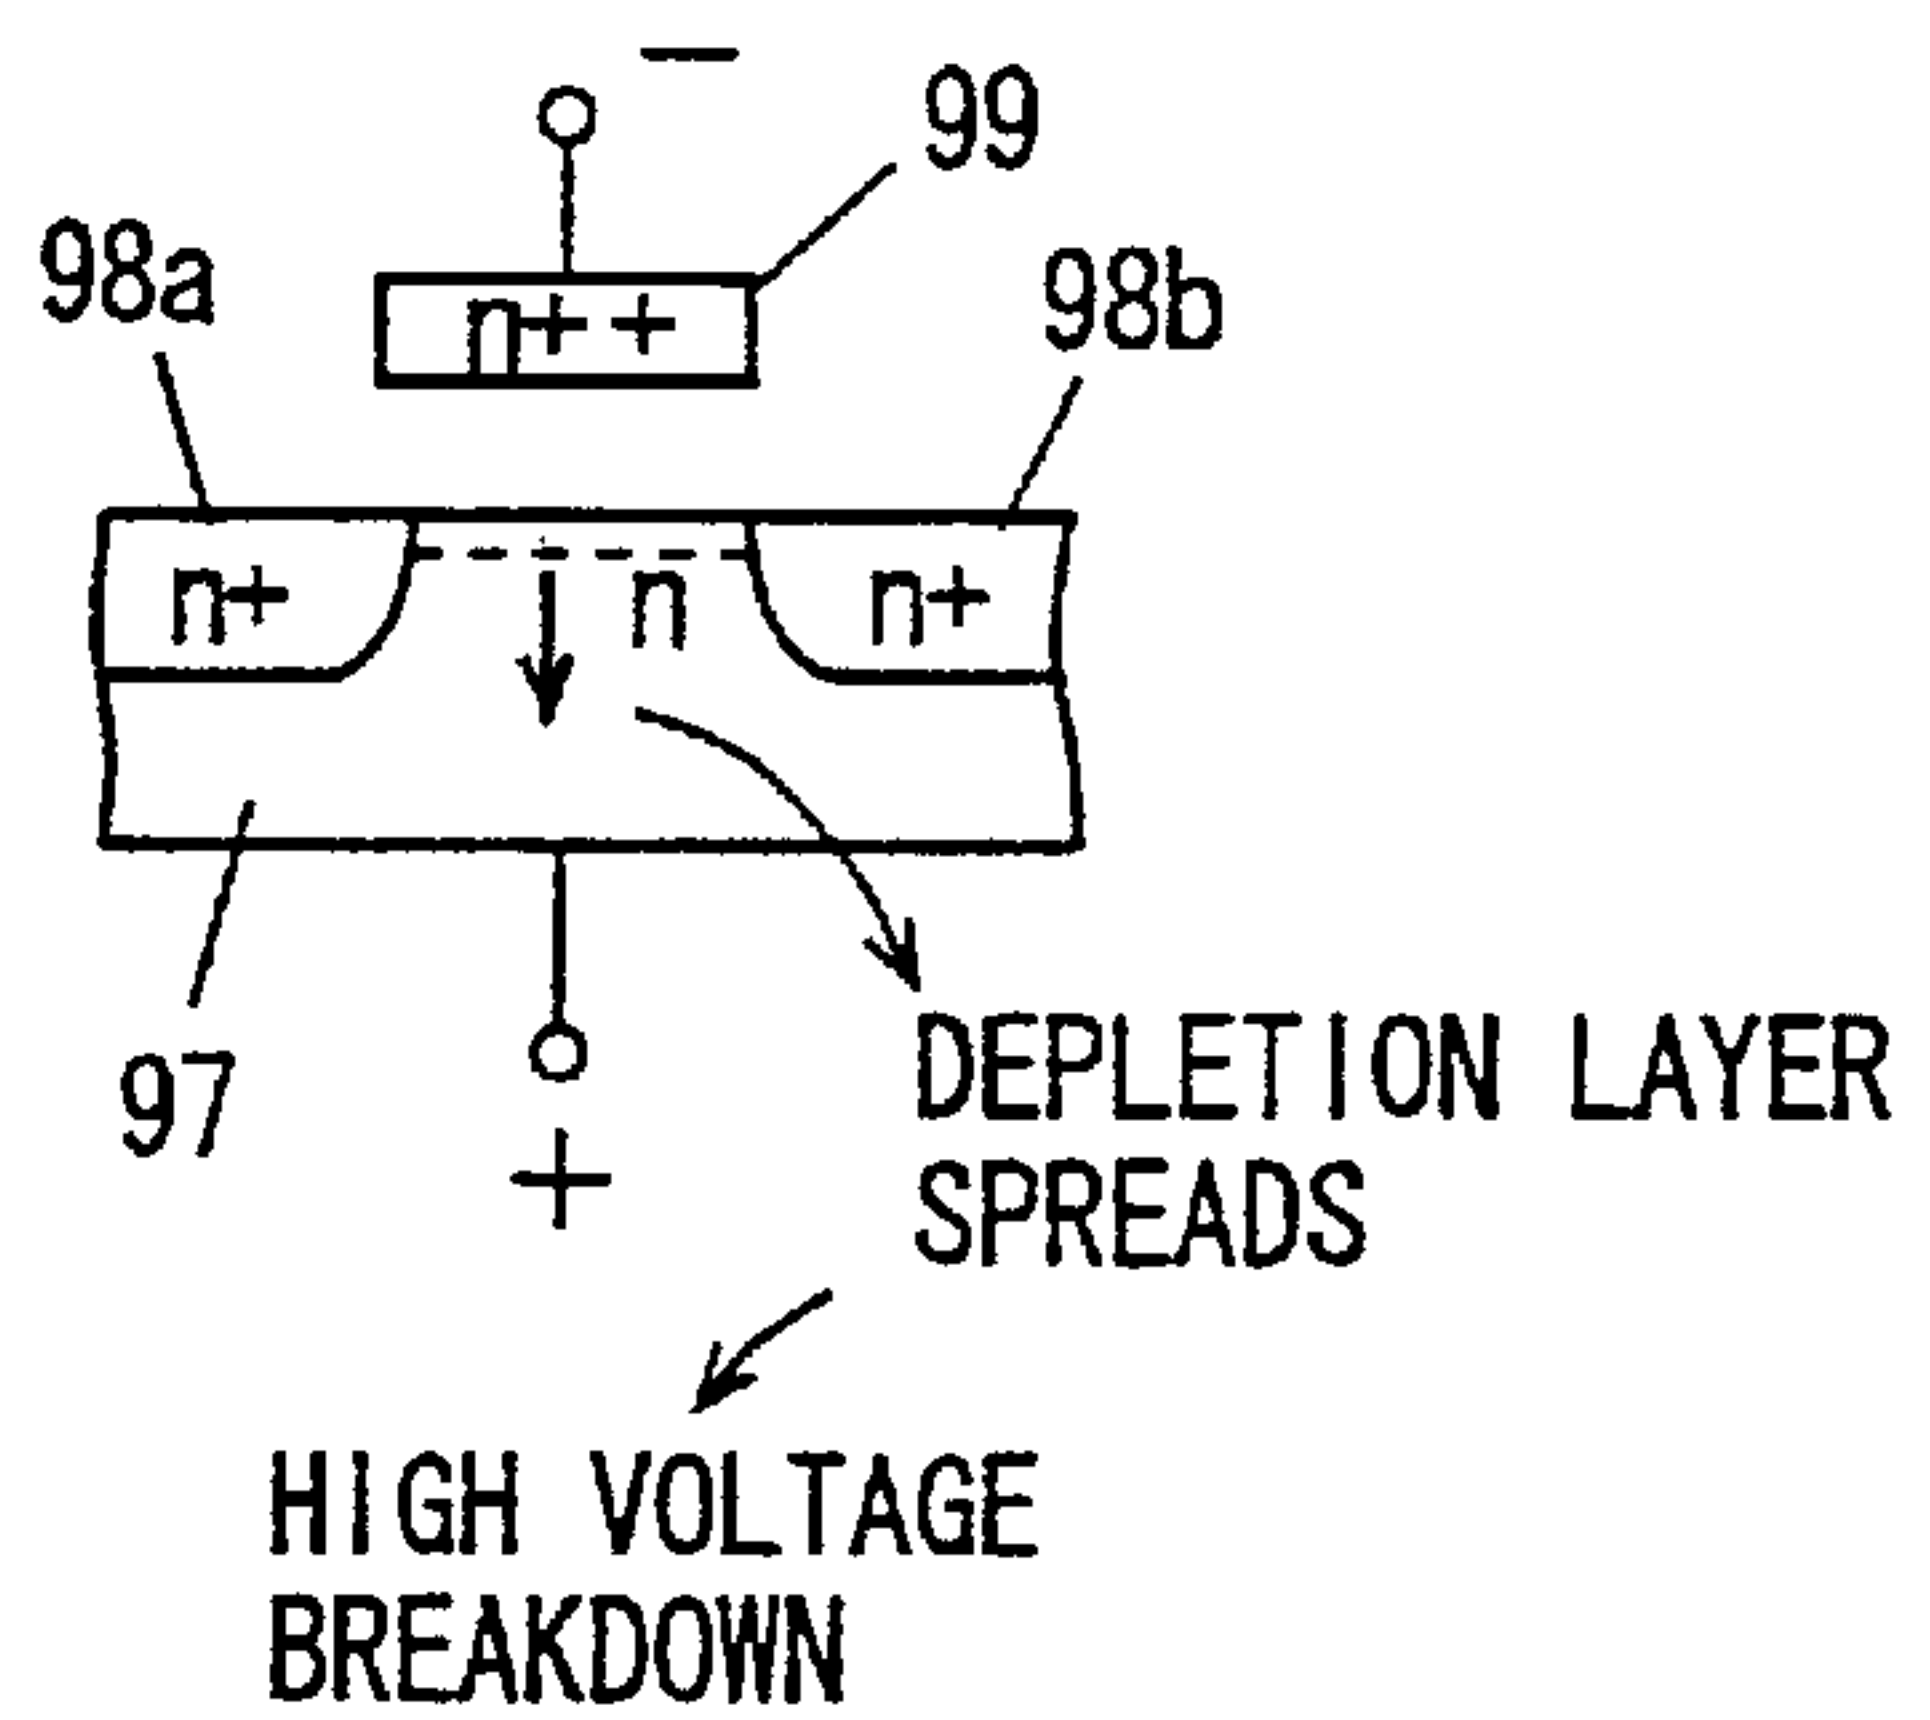 −
99
98a
98b
n++
n+ n n+
97
+
DEPLETION LAYER
SPREADS
HIGH VOLTAGE
BREAKDOWN